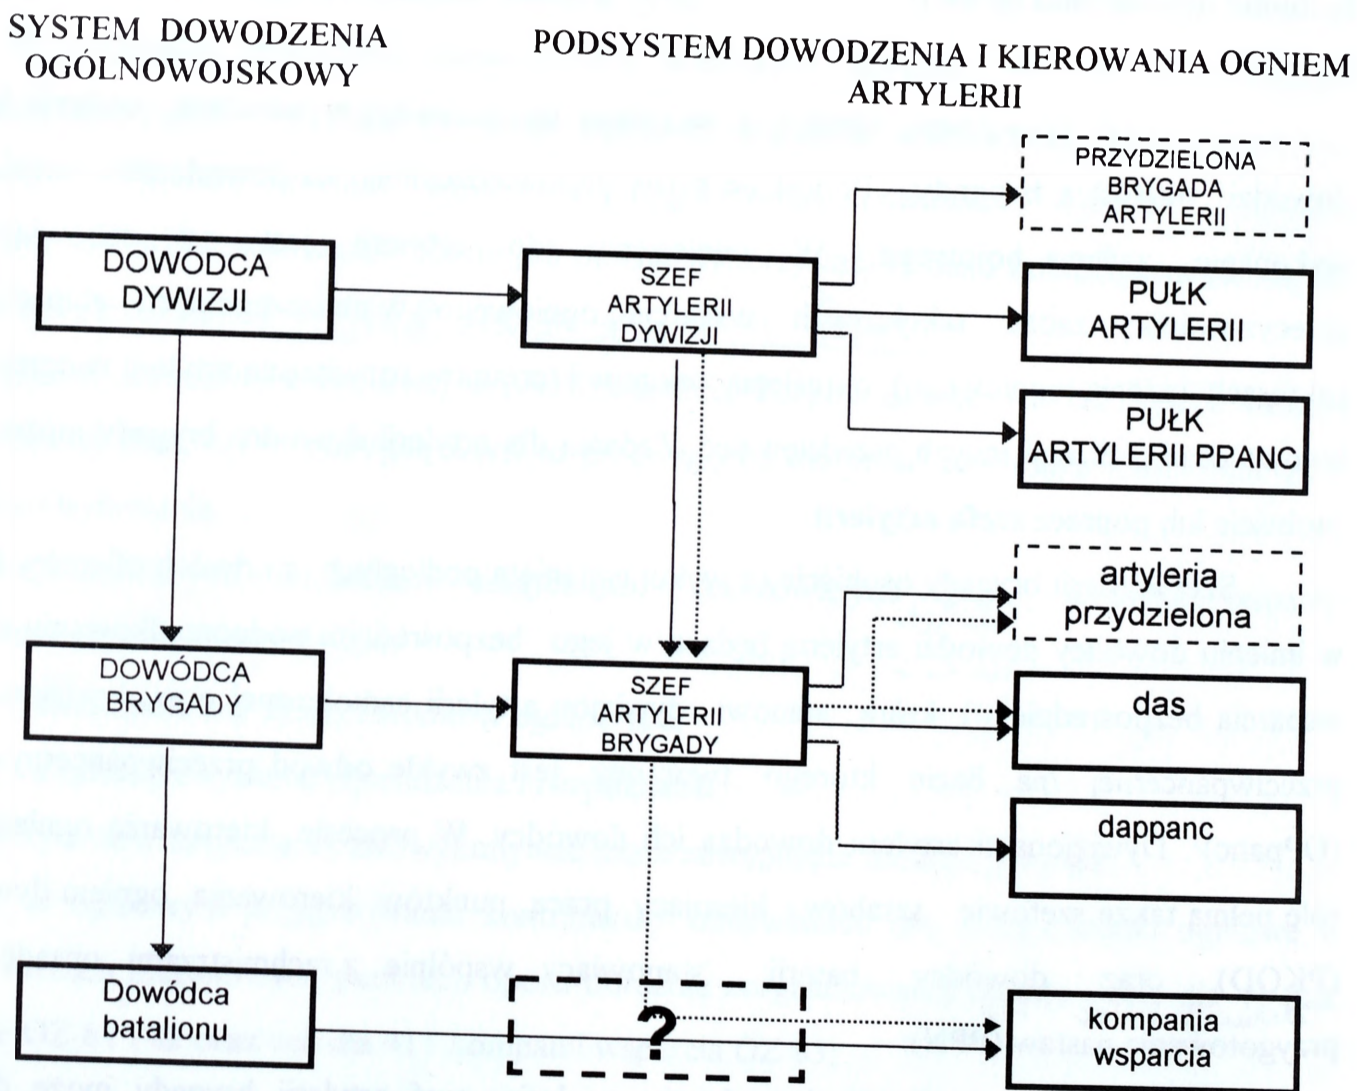 SYSTEM DOWODZENIA
OGÓLNOWOJSKOWY
PODSYSTEM DOWODZENIA I KIEROWANIA OGNIEM
ARTYLERII
PRZYDZIELONA
BRYGADA
ARTYLERII
DOWÓDCA
DYWIZJI
SZEF
ARTYLERII
DYWIZJI
PUŁK
ARTYLERII
PUŁK
ARTYLERII PPANC
artyleria
przydzielona
DOWÓDCA
BRYGADY
SZEF
ARTYLERII
BRYGADY
das
dappanc
Dowódca
batalionu
?
kompania
wsparcia